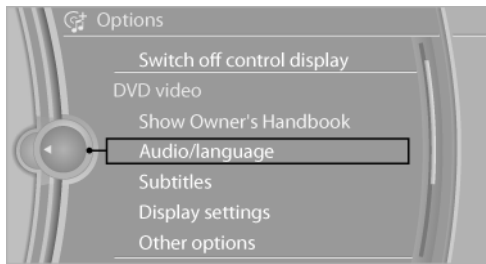 Options
Switch off control display
DVD video
Show Owner's Handbook
Audio/language
Subtitles
Display settings
Other options